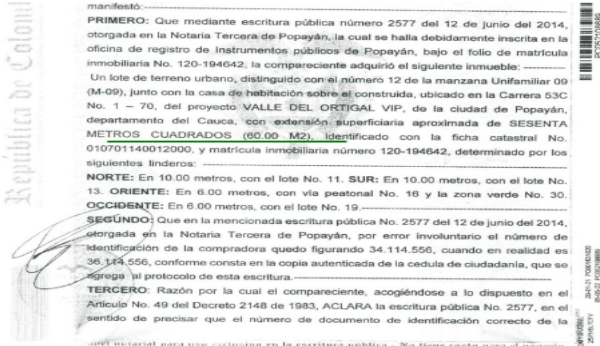 manifestó:
PRIMERO: Que mediante escritura pública número 2577 del 12 de junio del 2014,
otorgada en la Notaria Tercera de Popayán, la cual se halla debidamente inscrita en la
oficina de registro de Instrumentos públicos de Popayán, bajo el folio de matrícula
inmobiliaria No. 120-194642, la compareciente adquirió el siguiente inmueble:
Un lote de terreno urbano, distinguido con el número 12 de la manzana Unifamiliar 09
(M-09), junto con la casa de habitación sobre el construida, ubicado en la Carrera 53C
No. 1 – 70, del proyecto VALLE DEL ORTIGAL VIP, de la ciudad de Popayán,
departamento del Cauca, con extensión superficiaria aproximada de SESENTA
METROS CUADRADOS (60.00 M2), identificado con la ficha catastral No.
010701140012000, y matrícula inmobiliaria número 120-194642, determinado por los
siguientes linderos:
NORTE: En 10.00 metros, con el lote No. 11. SUR: En 10.00 metros, con el lote No.
13. ORIENTE: En 6.00 metros, con vía peatonal No. 16 y la zona verde No. 30.
OCCIDENTE: En 6.00 metros, con el lote No. 19.
SEGUNDO: Que en la mencionada escritura pública No. 2577 del 12 de junio del 2014,
otorgada en la Notaria Tercera de Popayán, por error involuntario el número de
identificación de la compradora quedo figurando 34.114.556, cuando en realidad es
36.114.556, conforme consta en la copia autenticada de la cedula de ciudadanía, que se
agrega al protocolo de esta escritura.
TERCERO: Razón por la cual el compareciente, acogiéndose a lo dispuesto en el
Artículo No. 49 del Decreto 2148 de 1983, ACLARA la escritura pública No. 2577, en el
sentido de precisar que el número de documento de identificación correcto de la
República de Colombi